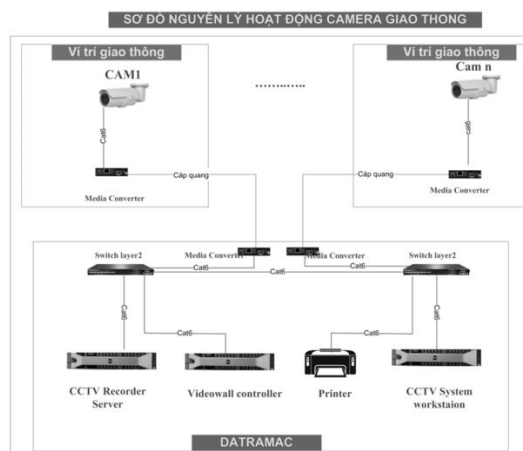 SƠ ĐỒ NGUYÊN LÝ HOẠT ĐỘNG CAMERA GIAO THONG
Ví trí giao thông
Ví trí giao thông
CAM1
Cam n
Cat6
Cat6
Media Converter
Cáp quang
Cáp quang
Media Converter
Switch layer2
Media Converter
Media Converter
Switch layer2
Cat6
Cat6
Cat6
Cat6
Cat6
Cat6
Cat6
CCTV Recorder
Server
Videowall controller
Printer
CCTV System
workstaion
DATRAMAC